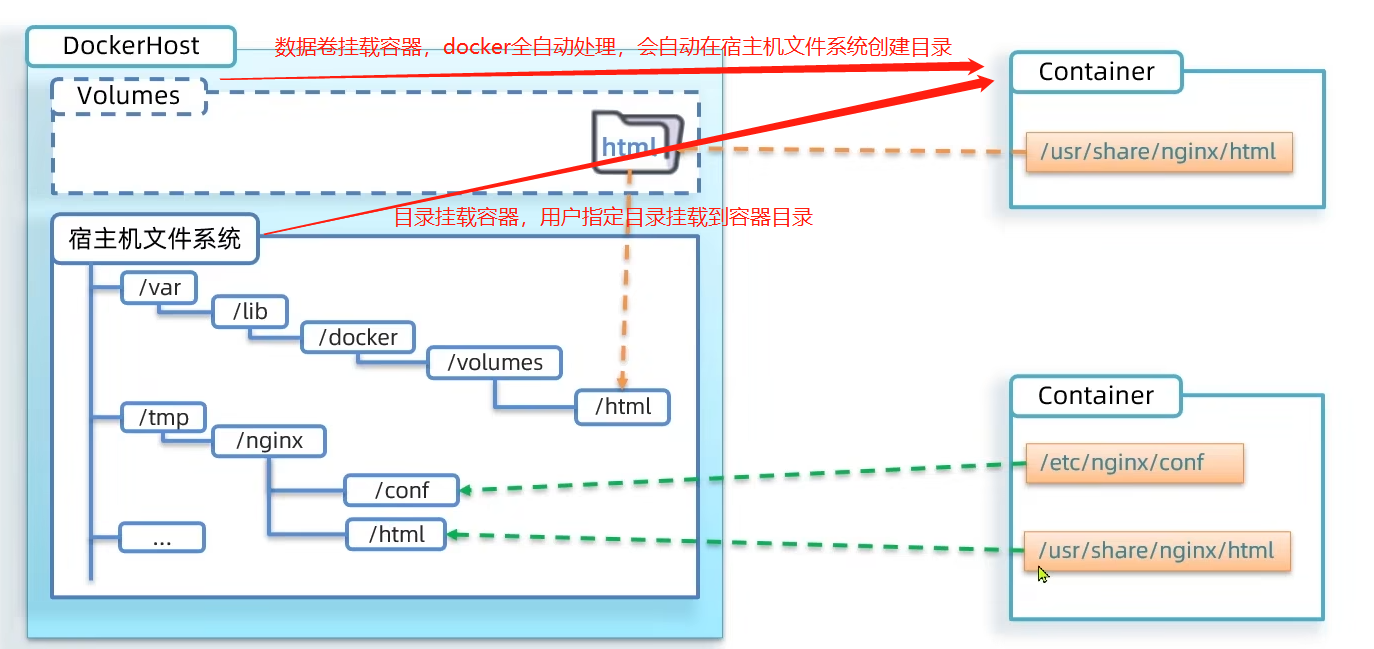 DockerHost
数据卷挂载容器，docker全自动处理，会自动在宿主机文件系统创建目录
Container
Volumes
html
/usr/share/nginx/html
目录挂载容器，用户指定目录挂载到容器目录
宿主机文件系统
/var
/lib
/docker
/volumes
/html
/tmp
/nginx
/conf
/html
...
Container
/etc/nginx/conf
/usr/share/nginx/html